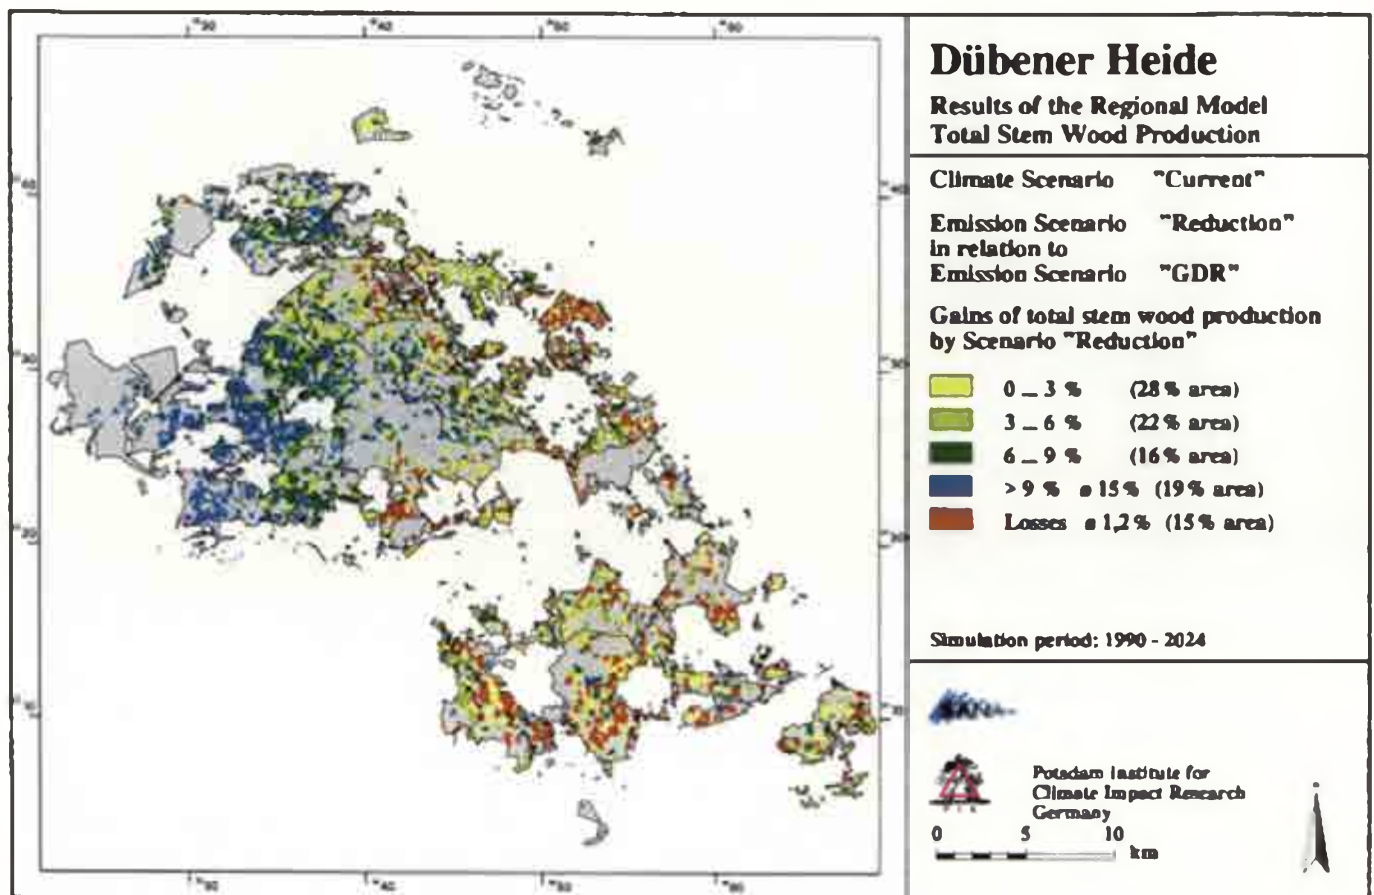 Dübener Heide
Results of the Regional Model
Total Stem Wood Production
Climate Scenario "Current"
Emission Scenario "Reduction"
in relation to
Emission Scenario "GDR"
Gains of total stem wood production
by Scenario "Reduction"
0 – 3 % (28 % area)
3 – 6 % (22 % area)
6 – 9 % (16 % area)
> 9 % ø 15 % (19 % area)
Losses ø 1,2 % (15 % area)
Simulation period: 1990 - 2024
SANA
Potsdam Institute for
Climate Impact Research
Germany
0 5 10
km